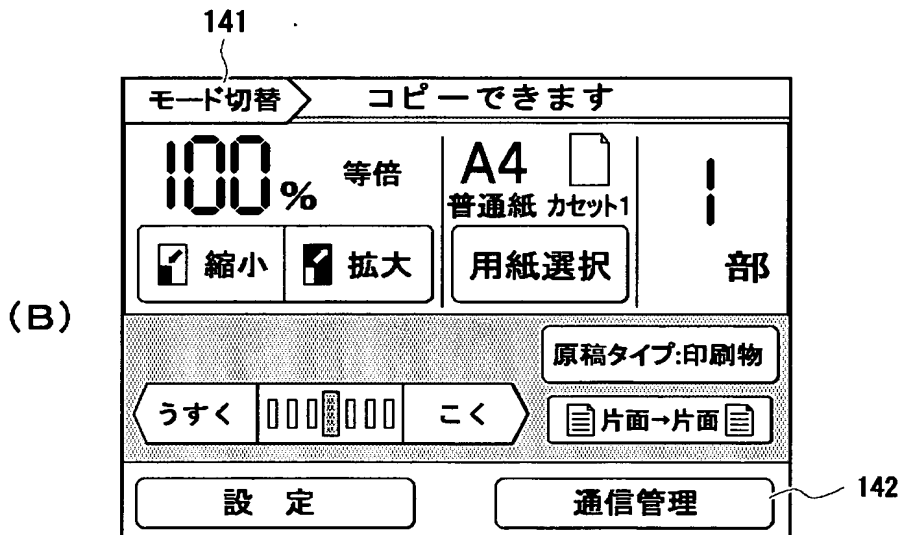 141
モード切替 コピーできます
100% 等倍 A4 1
普通紙 カセット1
縮小 拡大 用紙選択 部
(B)
原稿タイプ:印刷物
うすく こく 片面→片面
設 定 通信管理 142